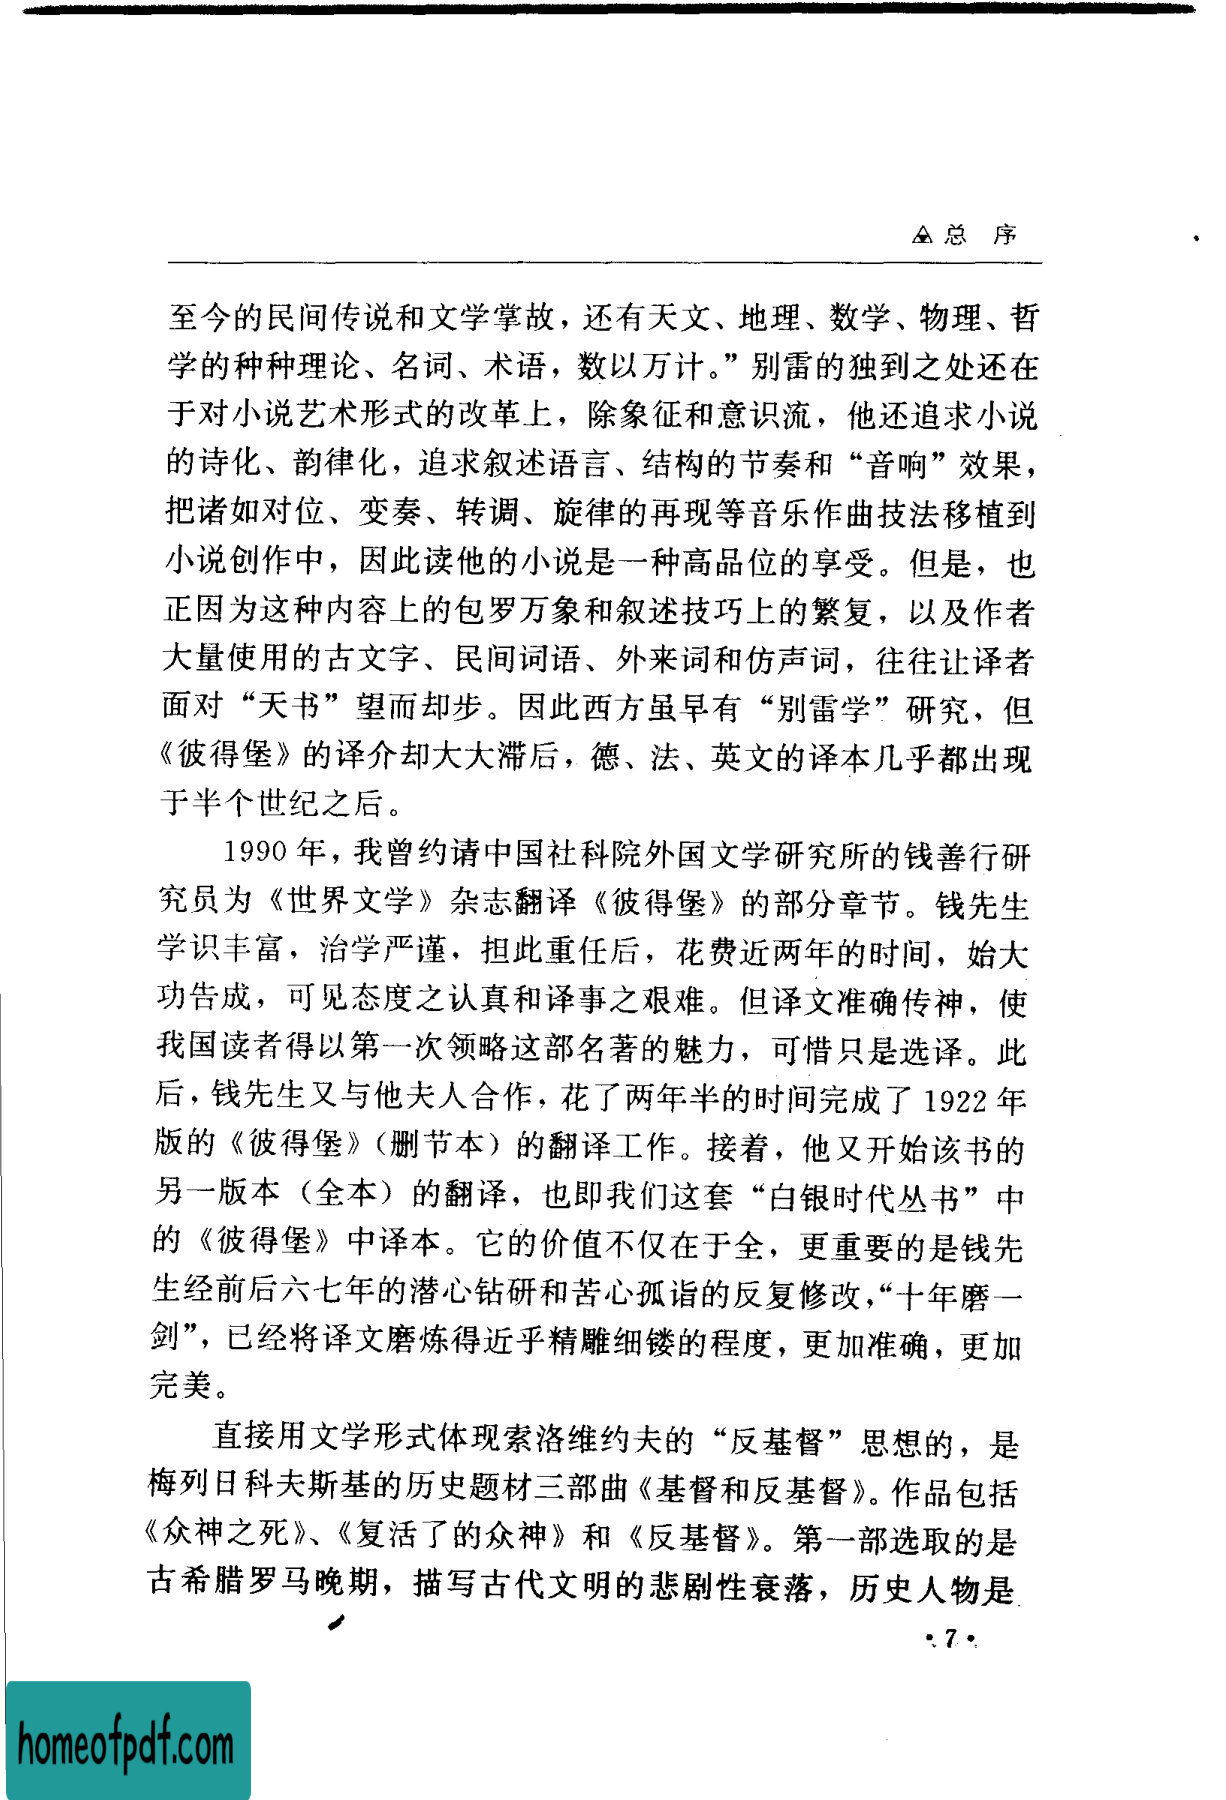 总 序
至今的民间传说和文学掌故，还有天文、地理、数学、物理、哲
学的种种理论、名词、术语，数以万计。”别雷的独到之处还在
于对小说艺术形式的改革上，除象征和意识流，他还追求小说
的诗化、韵律化，追求叙述语言、结构的节奏和“音响”效果，
把诸如对位、变奏、转调、旋律的再现等音乐作曲技法移植到
小说创作中，因此读他的小说是一种高品位的享受。但是，也
正因为这种内容上的包罗万象和叙述技巧上的繁复，以及作者
大量使用的古文字、民间词语、外来词和仿声词，往往让译者
面对“天书”望而却步。因此西方虽早有“别雷学”研究，但
《彼得堡》的译介却大大滞后，德、法、英文的译本几乎都出现
于半个世纪之后。
1990年，我曾约请中国社科院外国文学研究所的钱善行研
究员为《世界文学》杂志翻译《彼得堡》的部分章节。钱先生
学识丰富，治学严谨，担此重任后，花费近两年的时间，始大
功告成，可见态度之认真和译事之艰难。但译文准确传神，使
我国读者得以第一次领略这部名著的魅力，可惜只是选译。此
后，钱先生又与他夫人合作，花了两年半的时间完成了1922年
版的《彼得堡》（删节本）的翻译工作。接着，他又开始该书的
另一版本（全本）的翻译，也即我们这套“白银时代丛书”中
的《彼得堡》中译本。它的价值不仅在于全，更重要的是钱先
生经前后六七年的潜心钻研和苦心孤诣的反复修改，“十年磨一
剑”，已经将译文磨炼得近乎精雕细镂的程度，更加准确，更加
完美。
直接用文学形式体现索洛维约夫的“反基督”思想的，是
梅列日科夫斯基的历史题材三部曲《基督和反基督》。作品包括
《众神之死》、《复活了的众神》和《反基督》。第一部选取的是
古希腊罗马晚期，描写古代文明的悲剧性衰落，历史人物是
·7·
homeofpdf.com